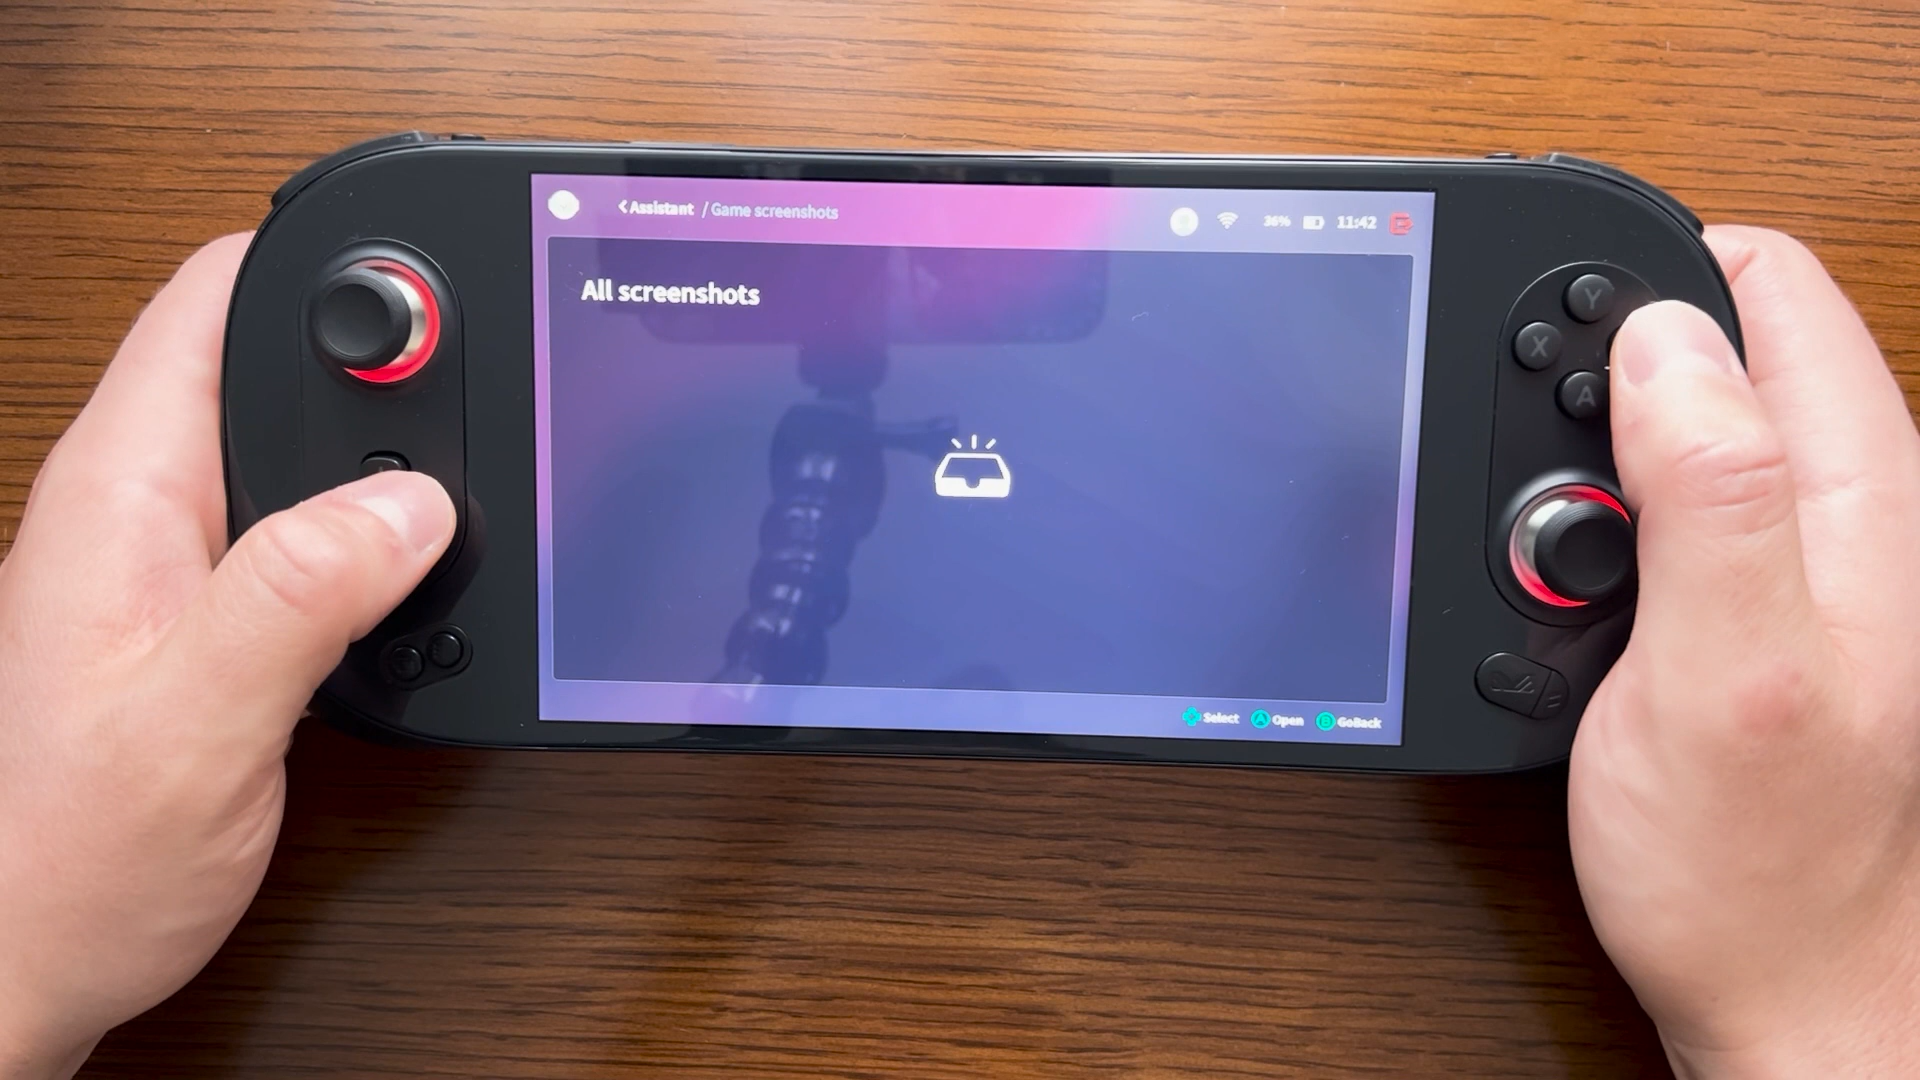 < Assistant / Game screenshots
36% 11:42
All screenshots
Y
X
A
Select A Open B GoBack